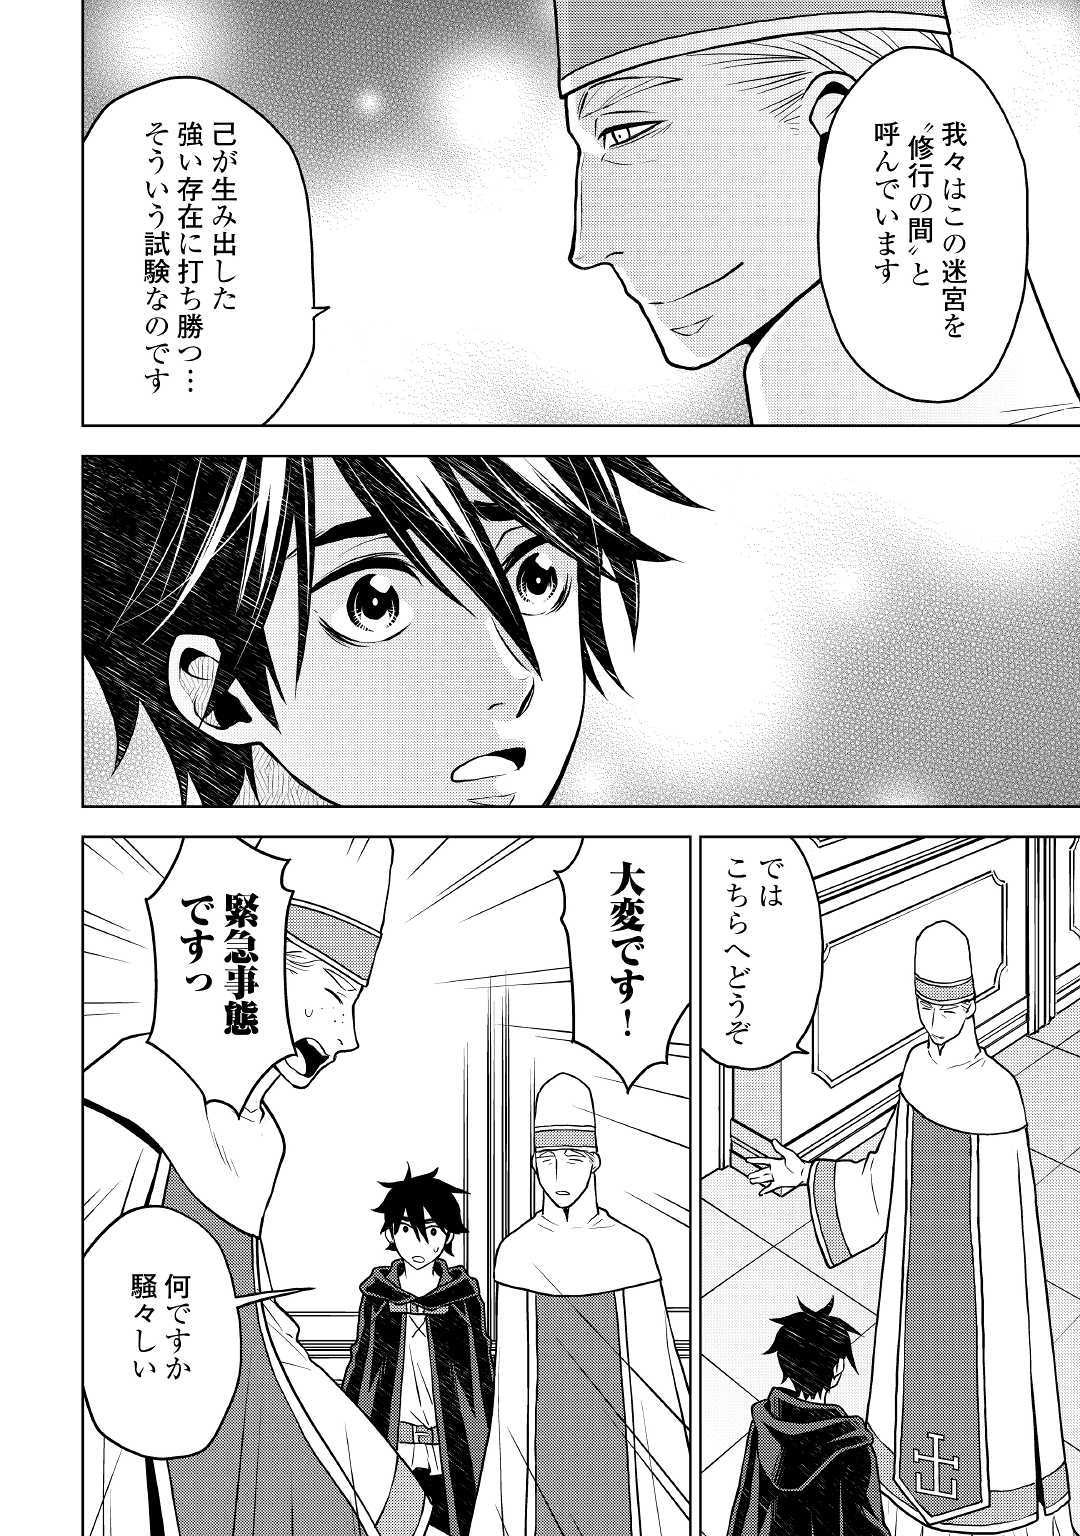 我々はこの迷宮を
〝修行の間〟と
呼んでいます
己が生み出した
強い存在に打ち勝つ…
そういう試験なのです
では
こちらへどうぞ
大変です!
緊急事態
ですっ
何ですか
騒々しい